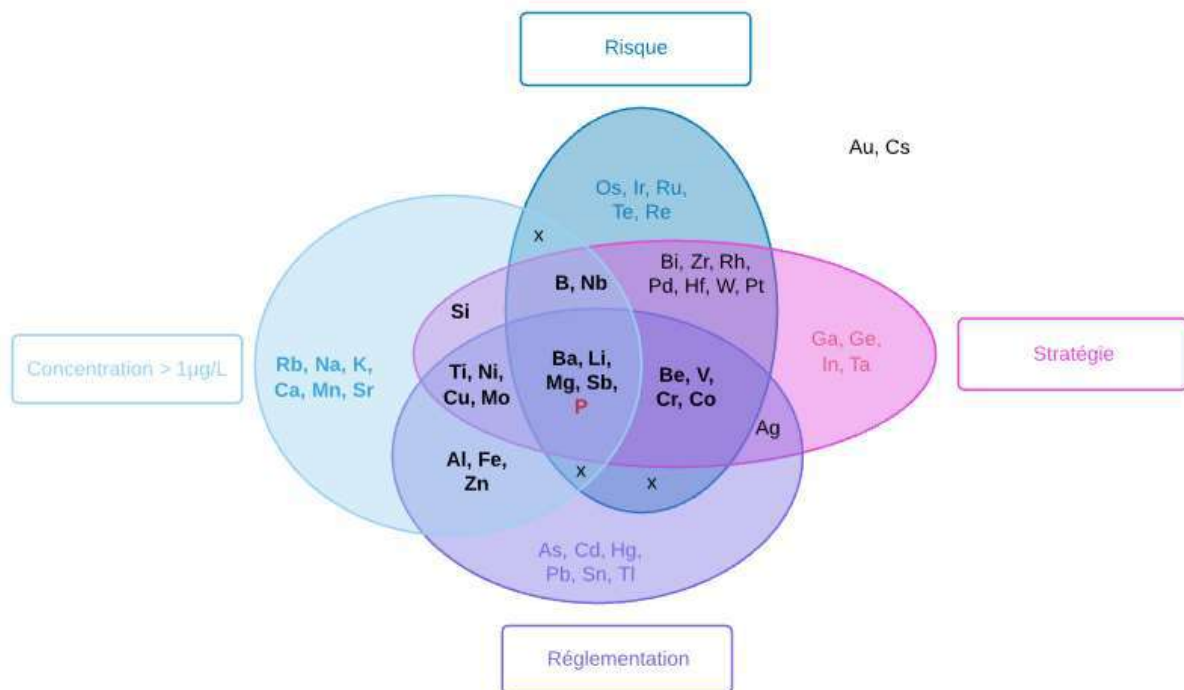 Risque
Au, Cs
Os, Ir, Ru,
Te, Re
x
Bi, Zr, Rh,
Pd, Hf, W, Pt
B, Nb
Si
Concentration > 1µg/L
Rb, Na, K,
Ca, Mn, Sr
Ti, Ni,
Cu, Mo
Ba, Li,
Mg, Sb,
P
Be, V,
Cr, Co
Ga, Ge,
In, Ta
Stratégie
Ag
Al, Fe,
Zn
x
x
As, Cd, Hg,
Pb, Sn, Tl
Réglementation